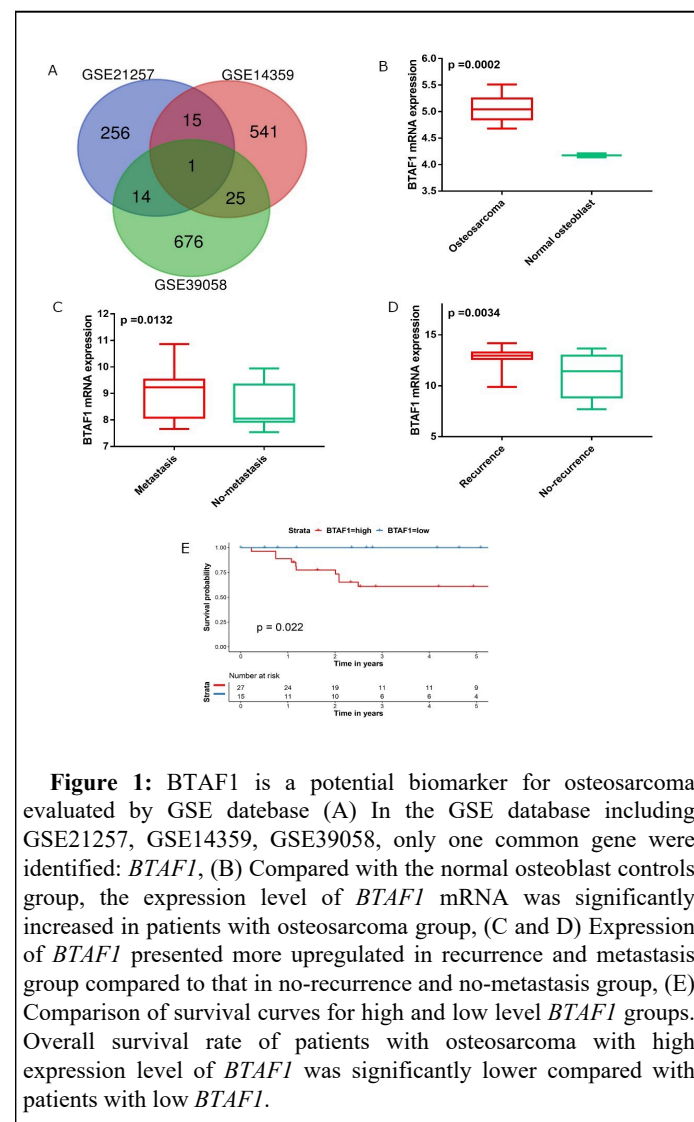 A
GSE21257
GSE14359
256
15
541
1
14
25
676
GSE39058
B
p =0.0002
BTAF1 mRNA expression
6.0
5.5
5.0
4.5
4.0
3.5
Osteosarcoma
Normal osteoblast
C
p =0.0132
BTAF1 mRNA expression
12
11
10
9
8
7
Metastasis
No-metastasis
D
p =0.0034
BTAF1 mRNA expression
15
10
5
Recurrence
No-recurrence
E
Strata BTAF1=high BTAF1=low
Survival probability
1.00
0.75
0.50
0.25
0.00
p = 0.022
0 1 2 3 4 5
Time in years
Number at risk
Strata
27 24 19 11 11 9
15 11 10 6 6 4
0 1 2 3 4 5
Time in years
Figure 1: BTAF1 is a potential biomarker for osteosarcoma
evaluated by GSE datebase (A) In the GSE database including
GSE21257, GSE14359, GSE39058, only one common gene were
identified: BTAF1, (B) Compared with the normal osteoblast controls
group, the expression level of BTAF1 mRNA was significantly
increased in patients with osteosarcoma group, (C and D) Expression
of BTAF1 presented more upregulated in recurrence and metastasis
group compared to that in no-recurrence and no-metastasis group, (E)
Comparison of survival curves for high and low level BTAF1 groups.
Overall survival rate of patients with osteosarcoma with high
expression level of BTAF1 was significantly lower compared with
patients with low BTAF1.